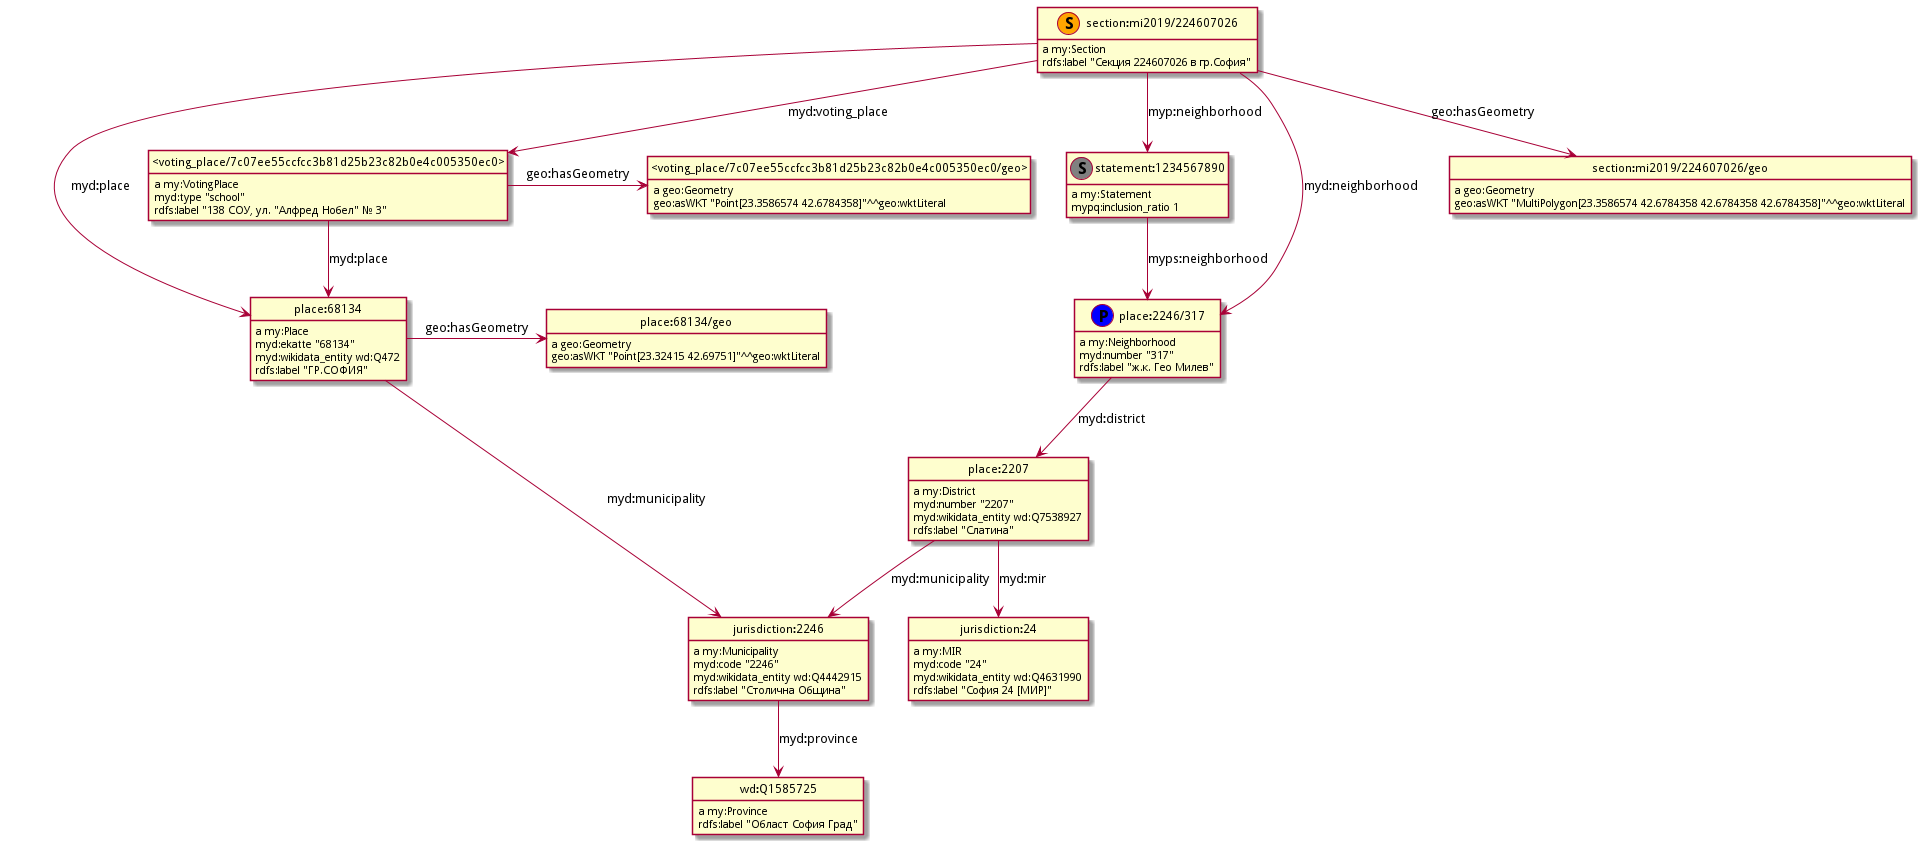 S section:mi2019/224607026
a my:Section
rdfs:label "Секция 224607026 в гр.София"
myd:voting_place
myp:neighborhood
geo:hasGeometry
myd:place
myd:neighborhood
<voting_place/7c07ee55ccfcc3b81d25b23c82b0e4c005350ec0>
a my:VotingPlace
myd:type "school"
rdfs:label "138 СОУ, ул. "Алфред Нобел" № 3"
geo:hasGeometry
<voting_place/7c07ee55ccfcc3b81d25b23c82b0e4c005350ec0/geo>
a geo:Geometry
geo:asWKT "Point[23.3586574 42.6784358]"^^geo:wktLiteral
S statement:1234567890
a my:Statement
mypq:inclusion_ratio 1
section:mi2019/224607026/geo
a geo:Geometry
geo:asWKT "MultiPolygon[23.3586574 42.6784358 42.6784358 42.6784358]"^^geo:wktLiteral
myd:place
myps:neighborhood
place:68134
a my:Place
myd:ekatte "68134"
myd:wikidata_entity wd:Q472
rdfs:label "ГР.СОФИЯ"
geo:hasGeometry
place:68134/geo
a geo:Geometry
geo:asWKT "Point[23.32415 42.69751]"^^geo:wktLiteral
P place:2246/317
a my:Neighborhood
myd:number "317"
rdfs:label "ж.к. Гео Милев"
myd:district
place:2207
a my:District
myd:number "2207"
myd:wikidata_entity wd:Q7538927
rdfs:label "Слатина"
myd:municipality
myd:municipality
myd:mir
jurisdiction:2246
a my:Municipality
myd:code "2246"
myd:wikidata_entity wd:Q4442915
rdfs:label "Столична Община"
jurisdiction:24
a my:MIR
myd:code "24"
myd:wikidata_entity wd:Q4631990
rdfs:label "София 24 [МИР]"
myd:province
wd:Q1585725
a my:Province
rdfs:label "Област София Град"